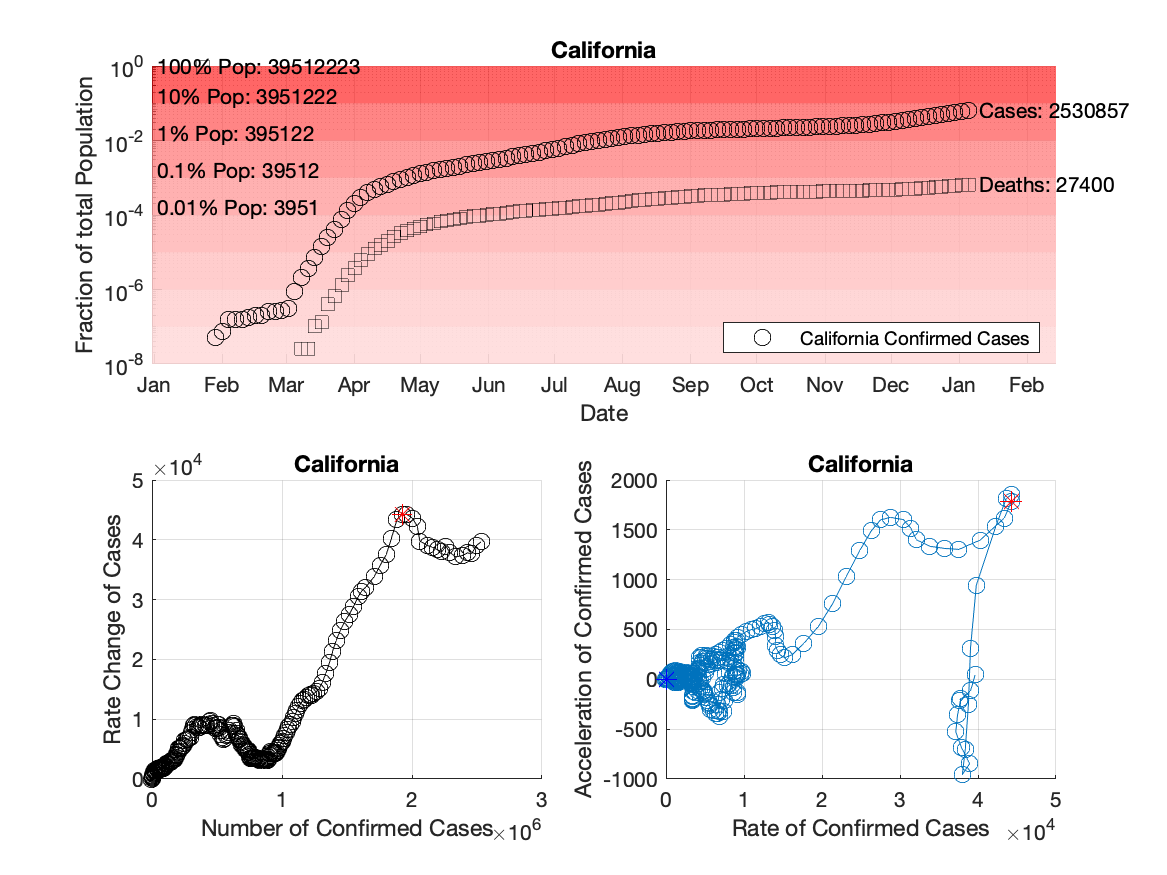 California
Fraction of total Population
10^0
10^-2
10^-4
10^-6
10^-8
100% Pop: 39512223
10% Pop: 3951222
1% Pop: 395122
0.1% Pop: 39512
0.01% Pop: 3951
Cases: 2530857
Deaths: 27400
California Confirmed Cases
Jan Feb Mar Apr May Jun Jul Aug Sep Oct Nov Dec Jan Feb
Date
California
×10^4
Rate Change of Cases
5
4
3
2
1
0
0 1 2 3
Number of Confirmed Cases
×10^6
California
Acceleration of Confirmed Cases
2000
1500
1000
500
0
-500
-1000
0 1 2 3 4 5
Rate of Confirmed Cases
×10^4